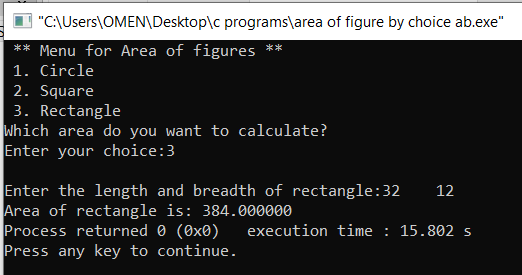 "C:\Users\OMEN\Desktop\c programs\area of figure by choice ab.exe"
** Menu for Area of figures **
1. Circle
2. Square
3. Rectangle
Which area do you want to calculate?
Enter your choice:3
Enter the length and breadth of rectangle:32    12
Area of rectangle is: 384.000000
Process returned 0 (0x0)   execution time : 15.802 s
Press any key to continue.